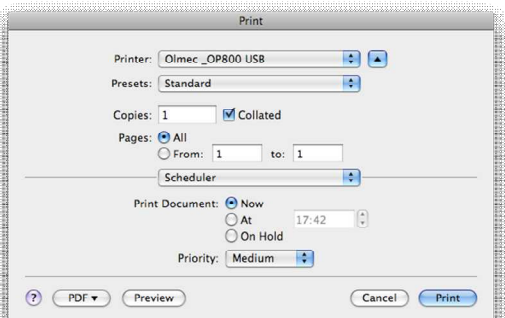 Print
Printer: Olmec _OP800 USB
Presets: Standard
Copies: 1 Collated
Pages: All
From: 1 to: 1
Scheduler
Print Document: Now
At 17:42
On Hold
Priority: Medium
? PDF Preview Cancel Print